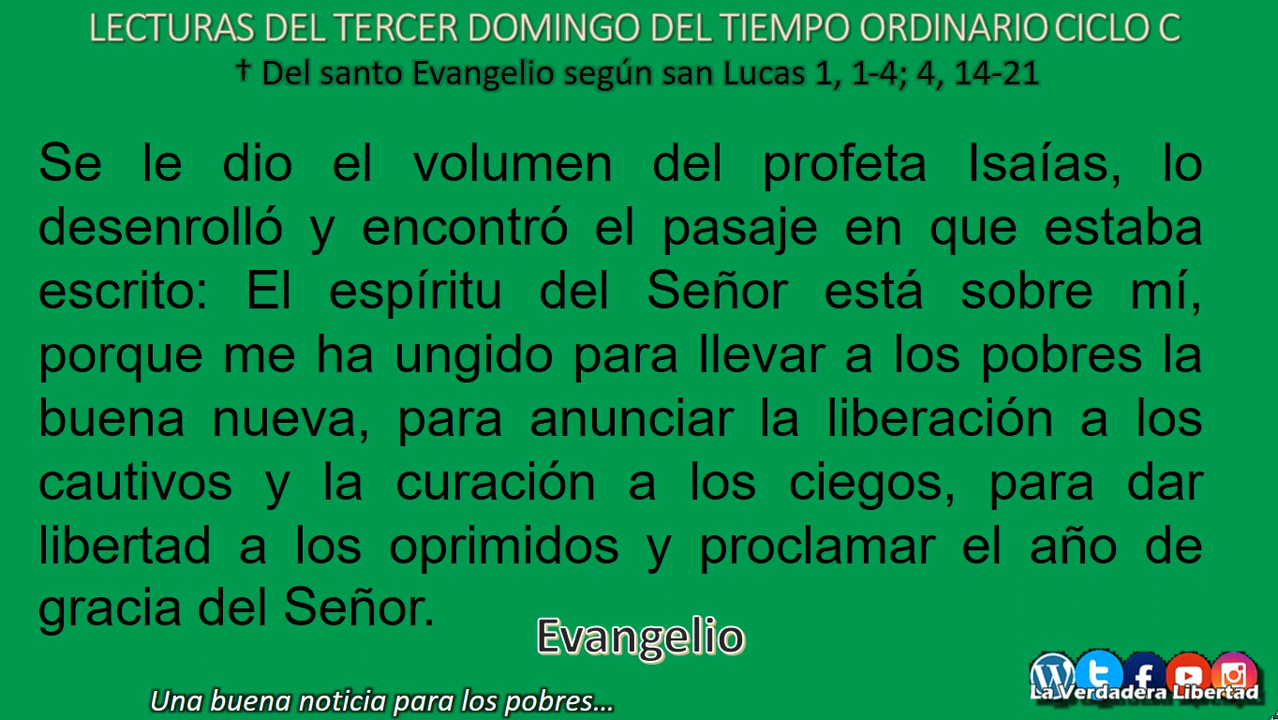 LECTURAS DEL TERCER DOMINGO DEL TIEMPO ORDINARIO CICLO C
† Del santo Evangelio según san Lucas 1, 1-4; 4, 14-21
Se le dio el volumen del profeta Isaías, lo
desenrolló y encontró el pasaje en que estaba
escrito: El espíritu del Señor está sobre mí,
porque me ha ungido para llevar a los pobres la
buena nueva, para anunciar la liberación a los
cautivos y la curación a los ciegos, para dar
libertad a los oprimidos y proclamar el año de
gracia del Señor.
Evangelio
La Verdadera Libertad
Una buena noticia para los pobres...